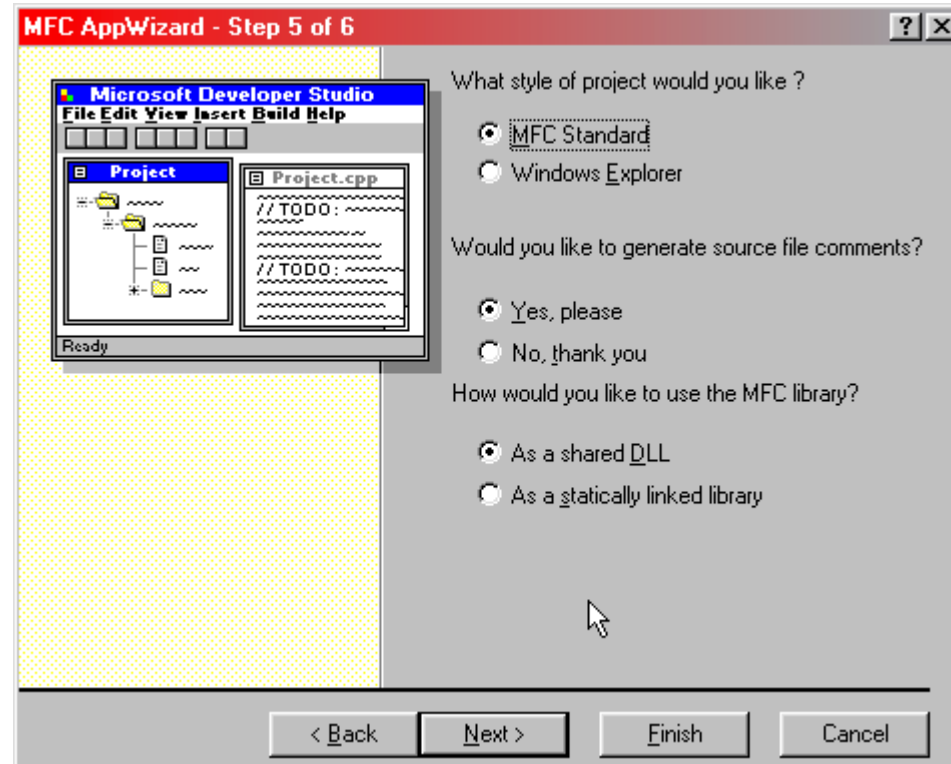 MFC AppWizard - Step 5 of 6
Microsoft Developer Studio
File Edit View Insert Build Help
Project
Project.cpp
//TODO:
//TODO:
Ready
What style of project would you like ?
MFC Standard
Windows Explorer
Would you like to generate source file comments?
Yes, please
No, thank you
How would you like to use the MFC library?
As a shared DLL
As a statically linked library
< Back
Next >
Finish
Cancel